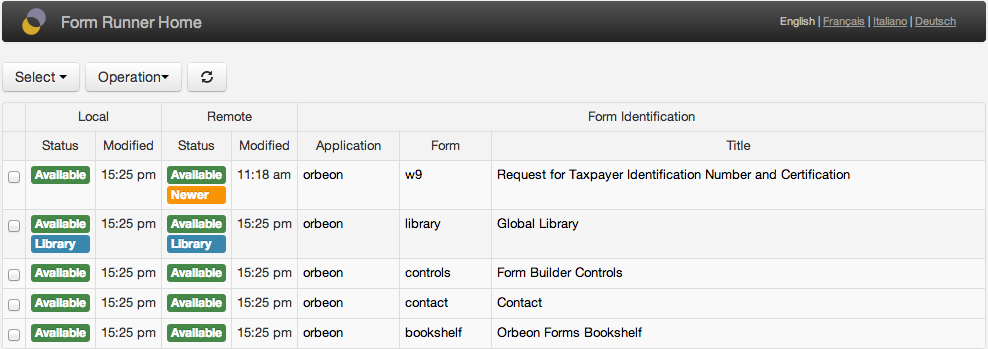 Form Runner Home
English | Français | Italiano | Deutsch
Select Operation
Local Remote Form Identification
Status Modified Status Modified Application Form Title
Available 15:25 pm Available 11:18 am orbeon w9 Request for Taxpayer Identification Number and Certification
Newer
Available 15:25 pm Available 15:25 pm orbeon library Global Library
Library Library
Available 15:25 pm Available 15:25 pm orbeon controls Form Builder Controls
Available 15:25 pm Available 15:25 pm orbeon contact Contact
Available 15:25 pm Available 15:25 pm orbeon bookshelf Orbeon Forms Bookshelf